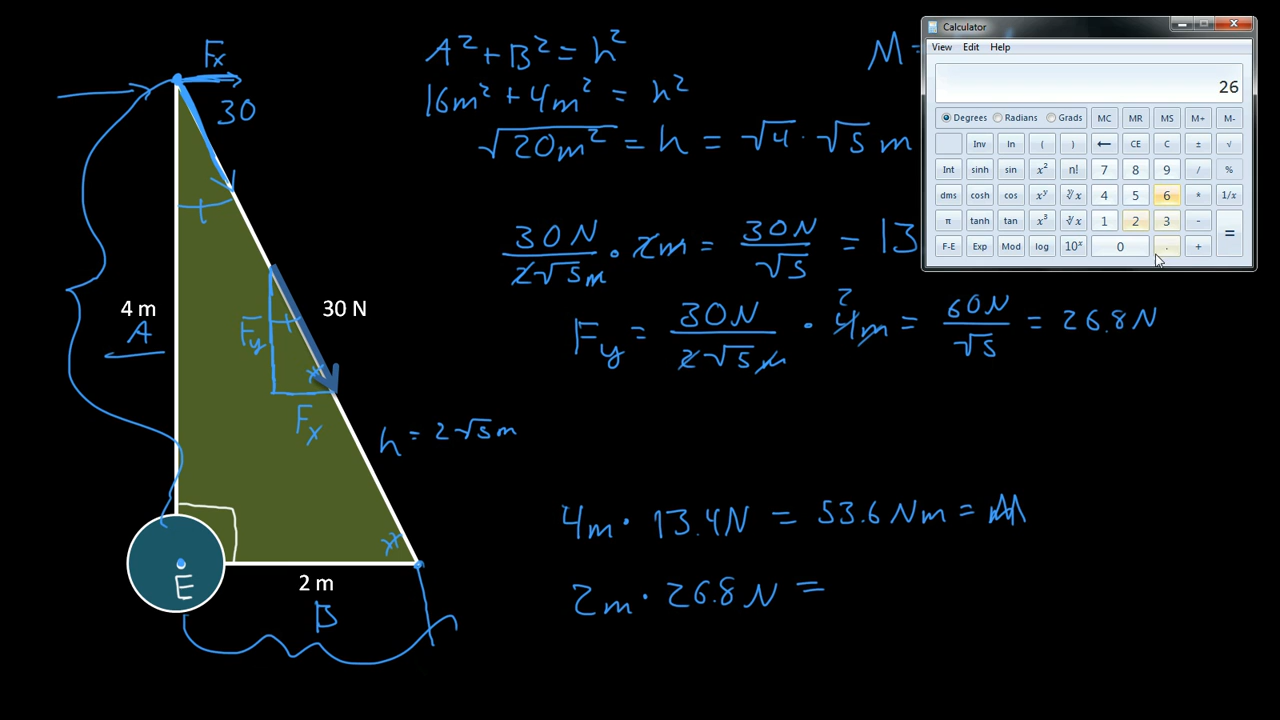 Fx
30
4 m
A
30 N
Fy
Fx
h = 2√5m
E
2 m
B
A² + B² = h²
16m² + 4m² = h²
√20m² = h = √4 · √5 m
M =
30N / 2√5m · 2m = 30N / √5 = 13
Fy = 30N / 2√5m · 4m 2 = 60N / √5 = 26.8N
4m · 13.4N = 53.6Nm = M
2m · 26.8N =
Calculator
View Edit Help
26
Degrees Radians Grads MC MR MS M+ M-
Inv ln ( ) ← CE C ± √
Int sinh sin x² n! 7 8 9 / %
dms cosh cos xʸ ʸ√x 4 5 6 * 1/x
π tanh tan x³ ³√x 1 2 3 - =
F-E Exp Mod log 10ˣ 0 . +